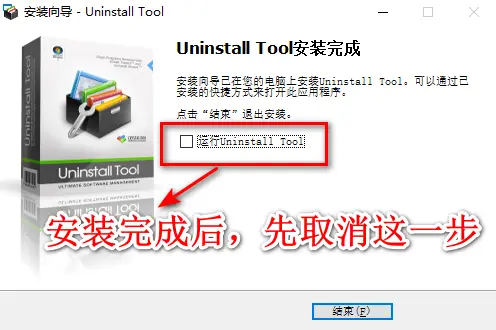 安装向导 - Uninstall Tool
Uninstall Tool安装完成
安装向导已在您的电脑上安装Uninstall Tool。可以通过已
安装的快捷方式来打开此应用程序。
点击“结束”退出安装。
运行Uninstall Tool
Uninstall Tool
ULTIMATE SOFTWARE MANAGEMENT
安装完成后，先取消这一步
结束(F)